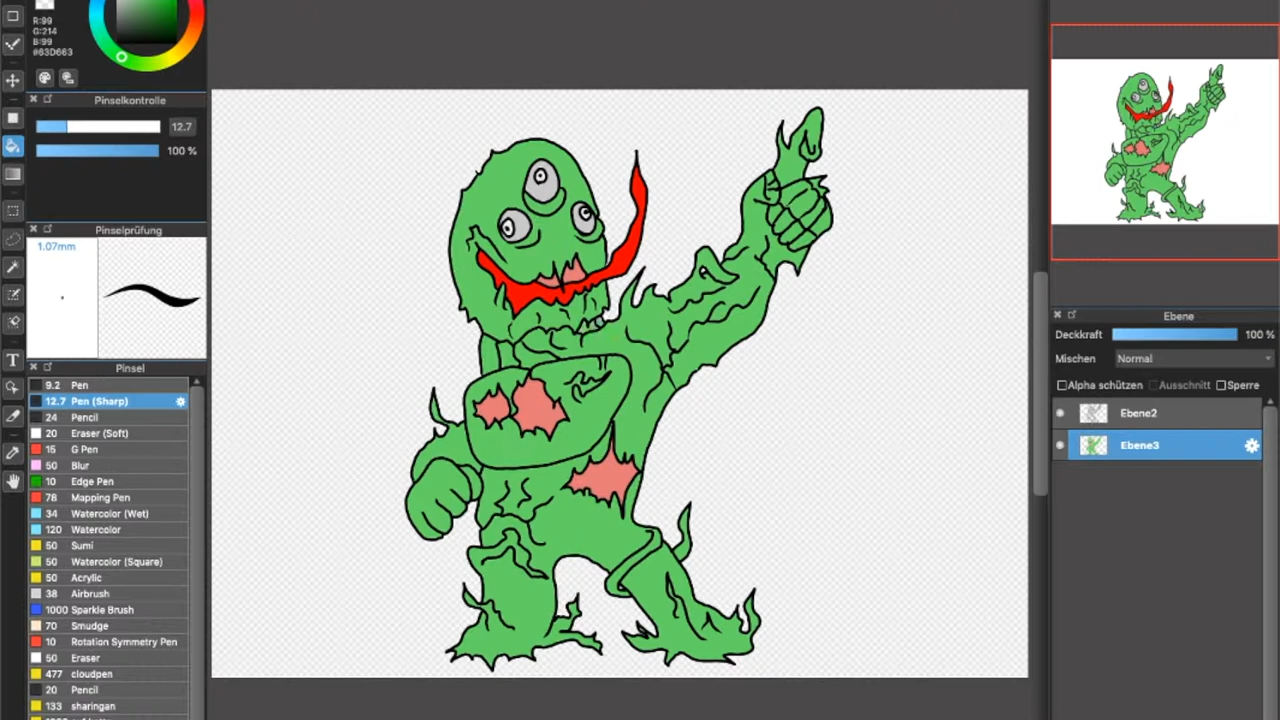 R:99
G:214
B:99
#63D663
Pinselkontrolle
12.7
100 %
Pinselprüfung
1.07mm
Pinsel
9.2 Pen
12.7 Pen (Sharp)
24 Pencil
20 Eraser (Soft)
15 G Pen
50 Blur
10 Edge Pen
78 Mapping Pen
34 Watercolor (Wet)
120 Watercolor
50 Sumi
50 Watercolor (Square)
50 Acrylic
38 Airbrush
1000 Sparkle Brush
70 Smudge
10 Rotation Symmetry Pen
50 Eraser
477 cloudpen
20 Pencil
133 sharingan
Ebene
Deckkraft 100 %
Mischen Normal
Alpha schützen Ausschnitt Sperre
Ebene2
Ebene3